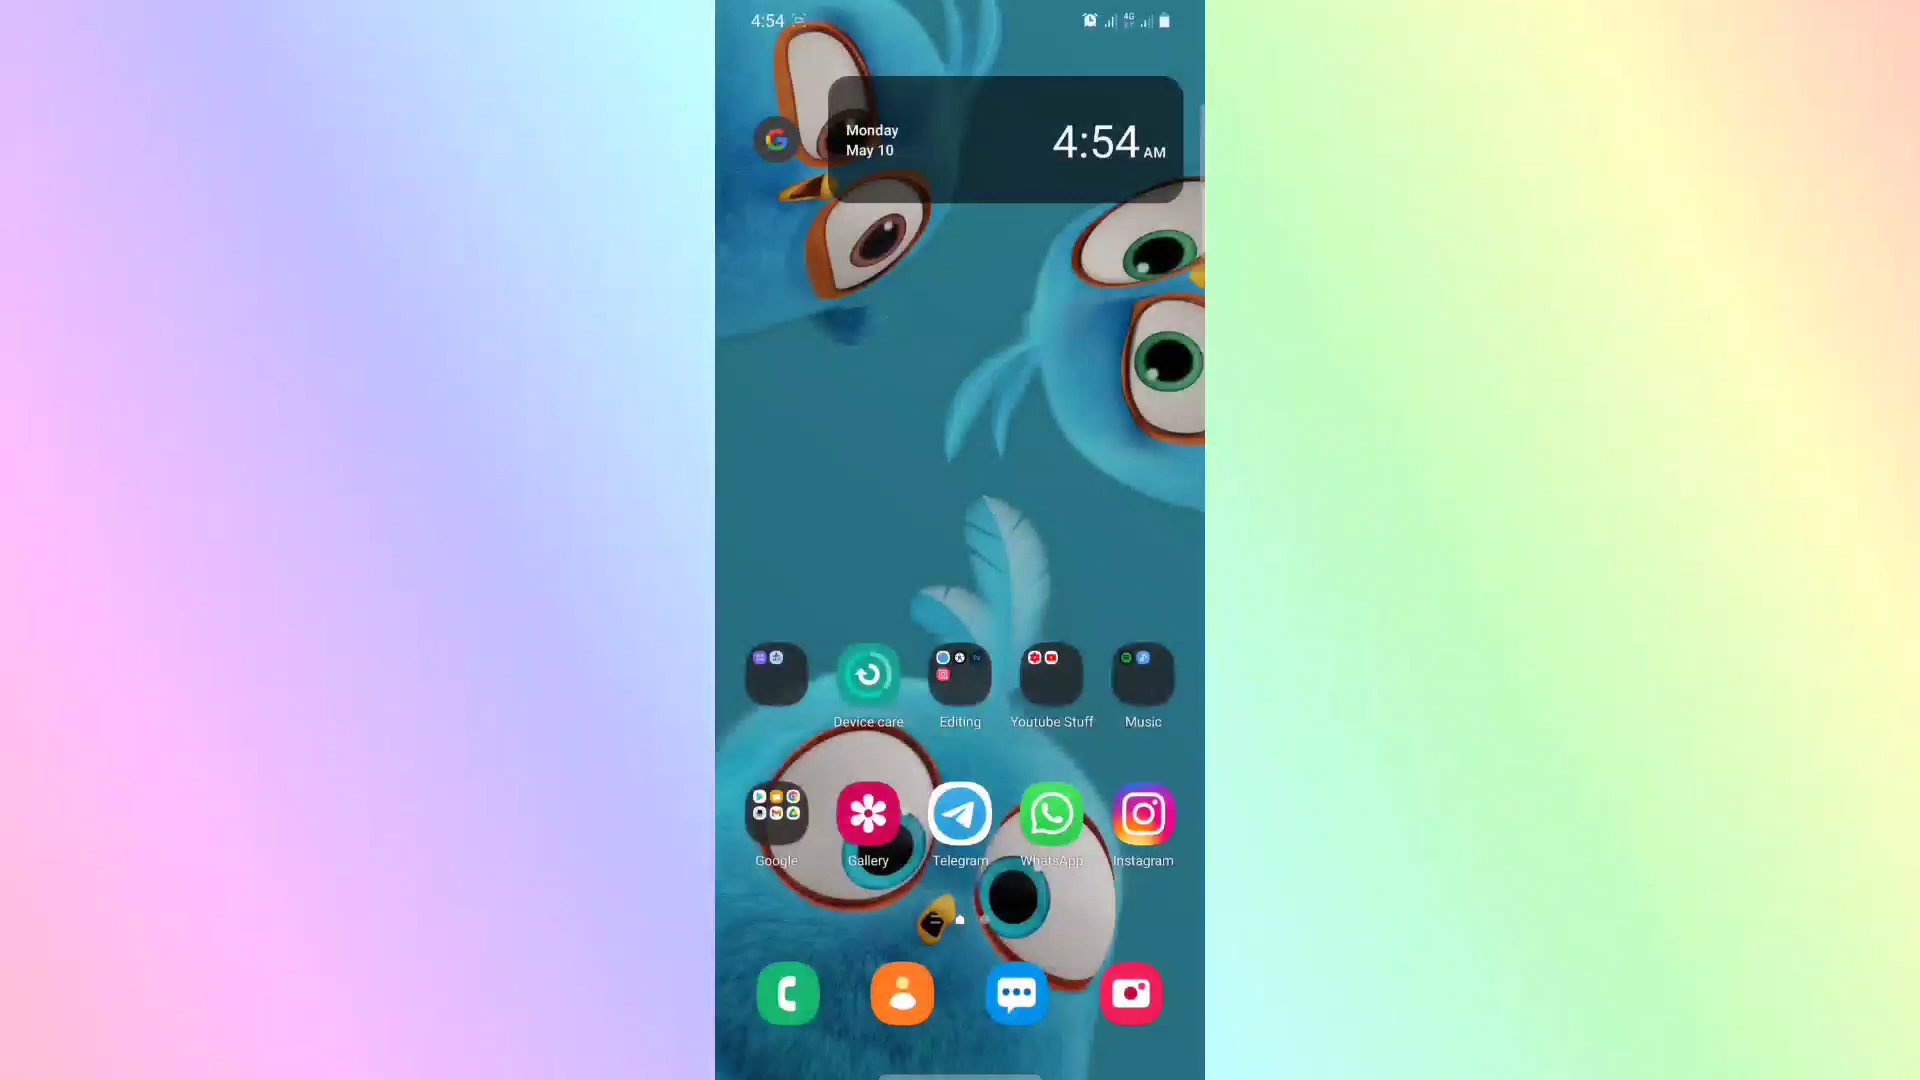 4:54
4G
Monday
May 10
4:54 AM
Device care
Editing
Youtube Stuff
Music
Google
Gallery
Telegram
WhatsApp
Instagram